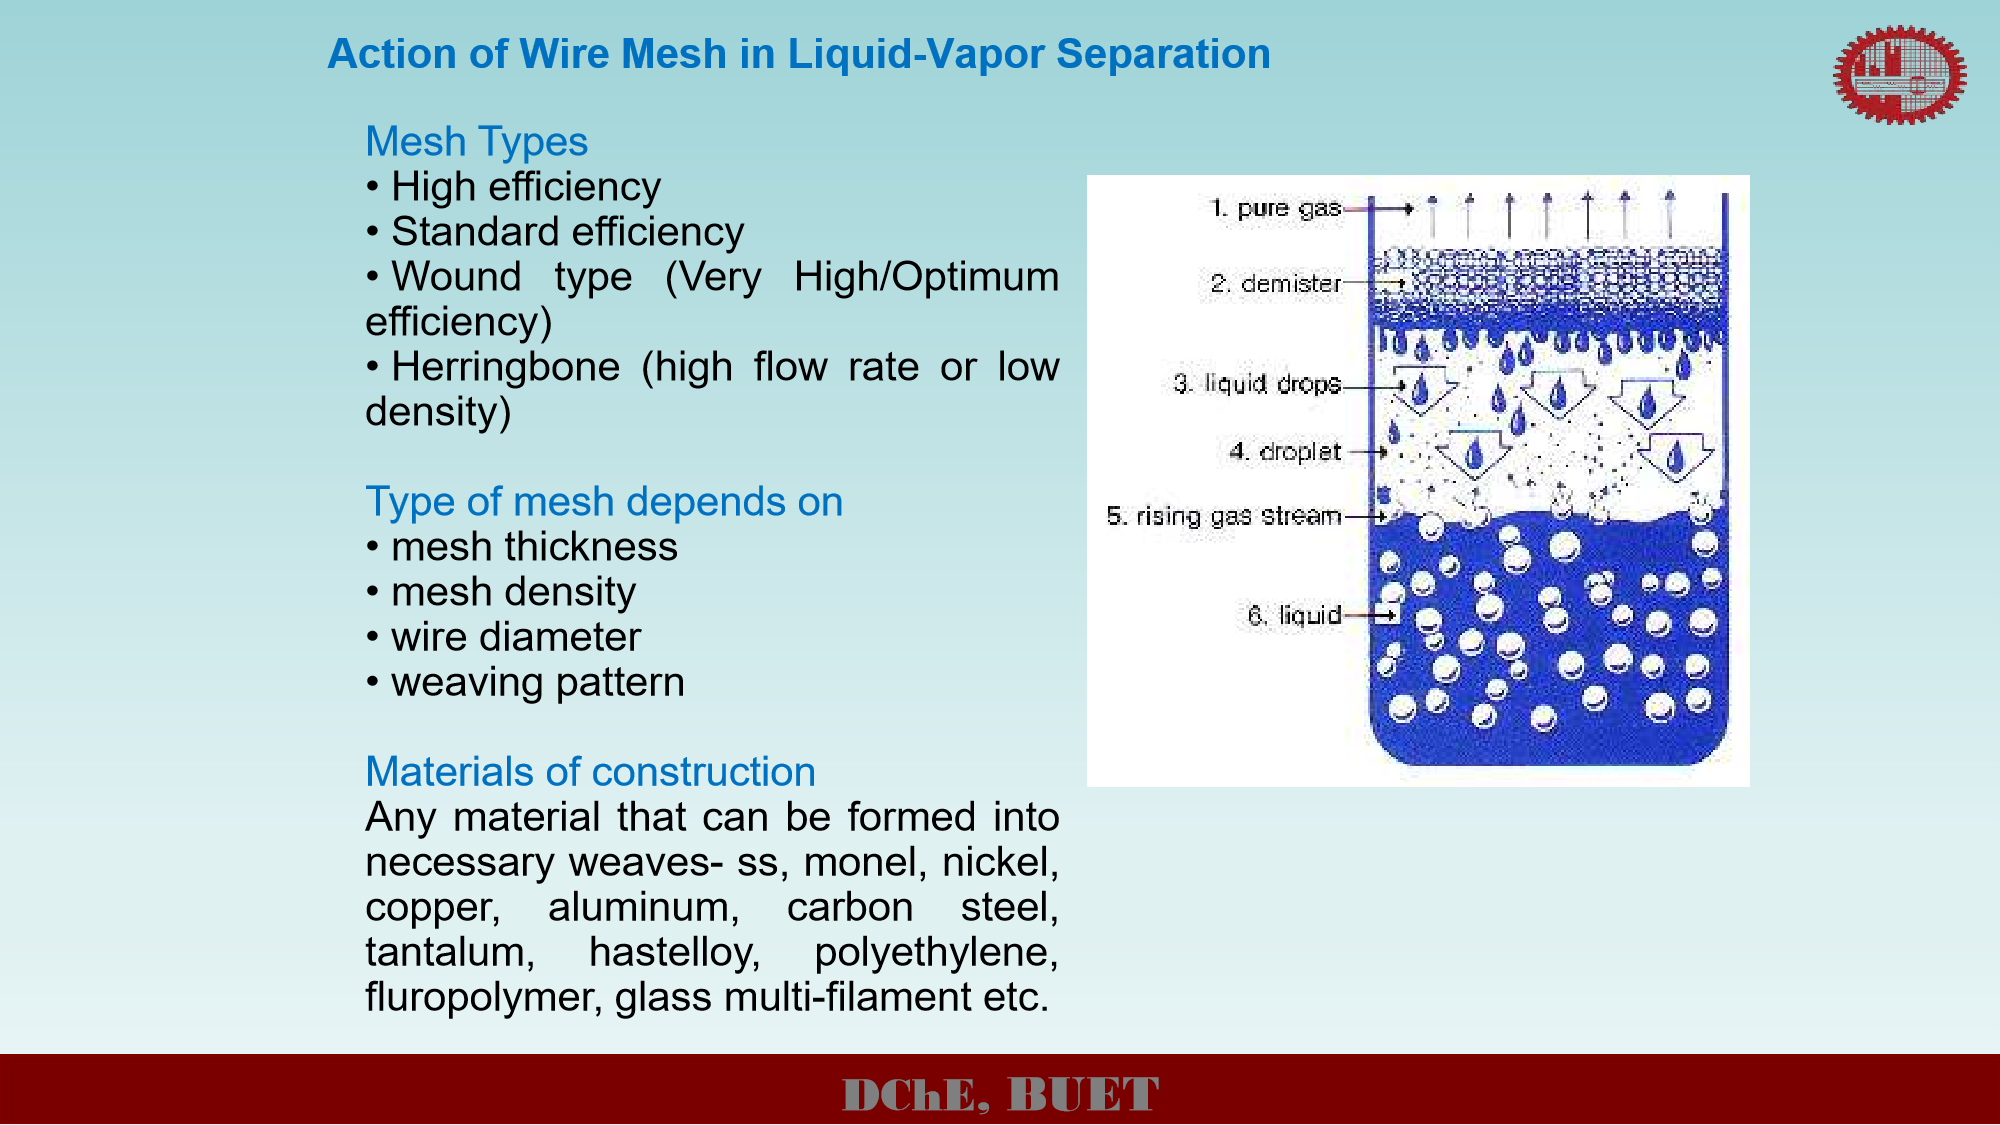 Action of Wire Mesh in Liquid-Vapor Separation
Mesh Types
• High efficiency
• Standard efficiency
• Wound type (Very High/Optimum
efficiency)
• Herringbone (high flow rate or low
density)
Type of mesh depends on
• mesh thickness
• mesh density
• wire diameter
• weaving pattern
Materials of construction
Any material that can be formed into
necessary weaves- ss, monel, nickel,
copper, aluminum, carbon steel,
tantalum, hastelloy, polyethylene,
fluropolymer, glass multi-filament etc.
1. pure gas
2. demister
3. liquid drops
4. droplet
5. rising gas stream
6. liquid
DChE, BUET